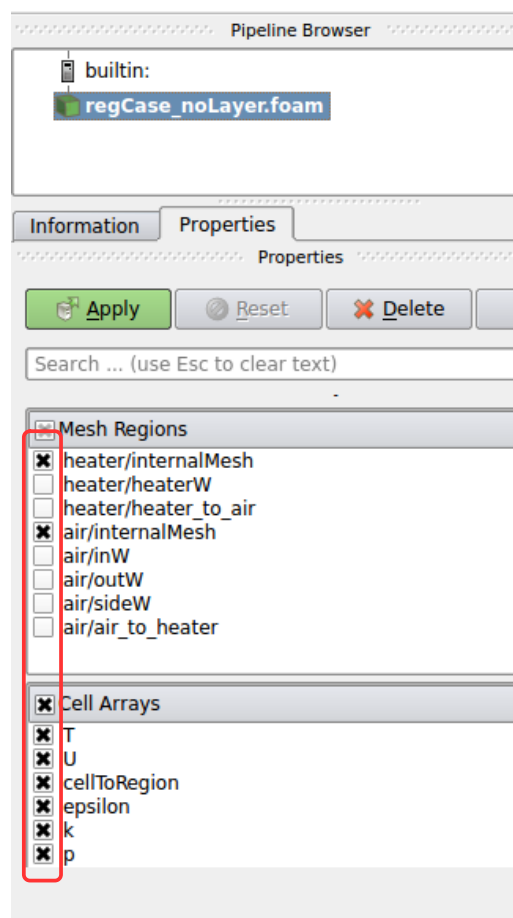 Pipeline Browser
builtin:
regCase_noLayer.foam
Information
Properties
Properties
Apply
Reset
Delete
Search ... (use Esc to clear text)
-
Mesh Regions
heater/internalMesh
heater/heaterW
heater/heater_to_air
air/internalMesh
air/inW
air/outW
air/sideW
air/air_to_heater
Cell Arrays
T
U
cellToRegion
epsilon
k
p